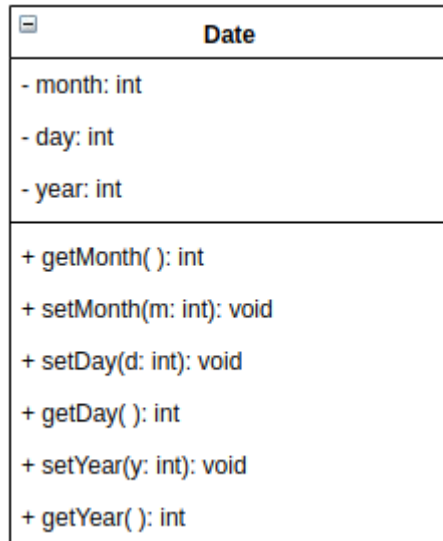 Date
- month: int
- day: int
- year: int
+ getMonth( ): int
+ setMonth(m: int): void
+ setDay(d: int): void
+ getDay( ): int
+ setYear(y: int): void
+ getYear( ): int